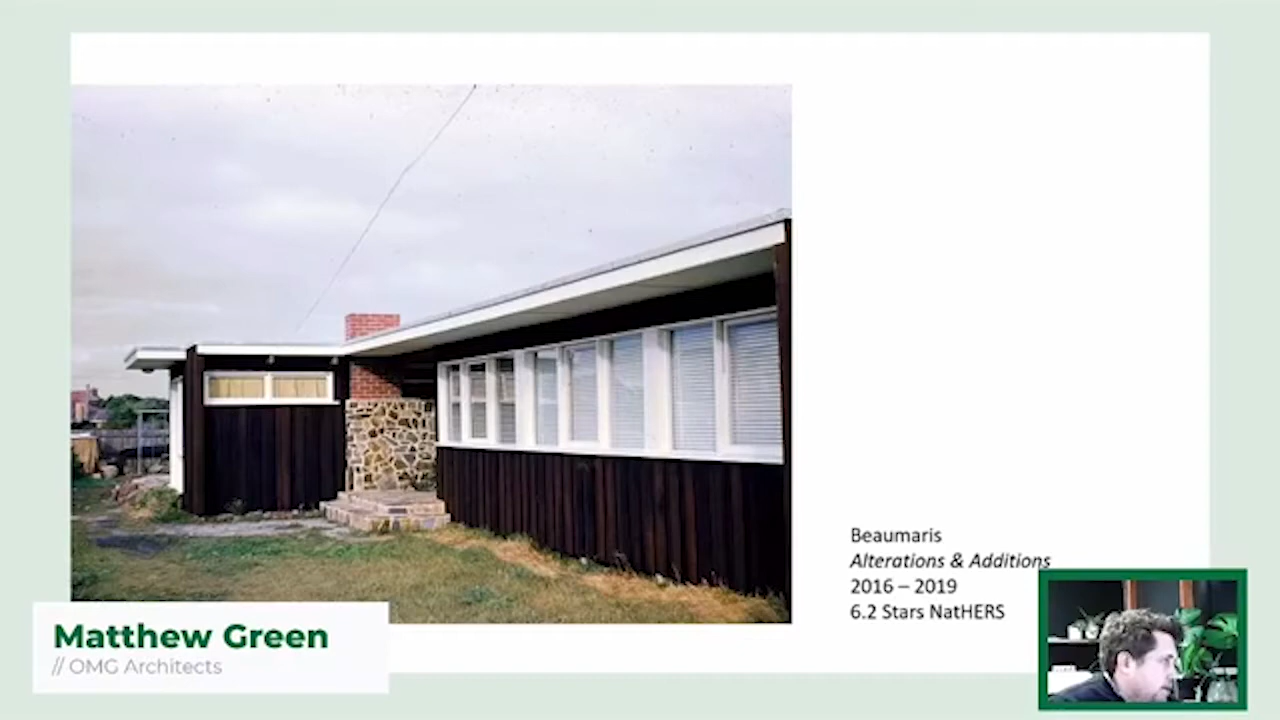 Beaumaris
Alterations & Additions
2016 – 2019
6.2 Stars NatHERS
Matthew Green
// OMG Architects